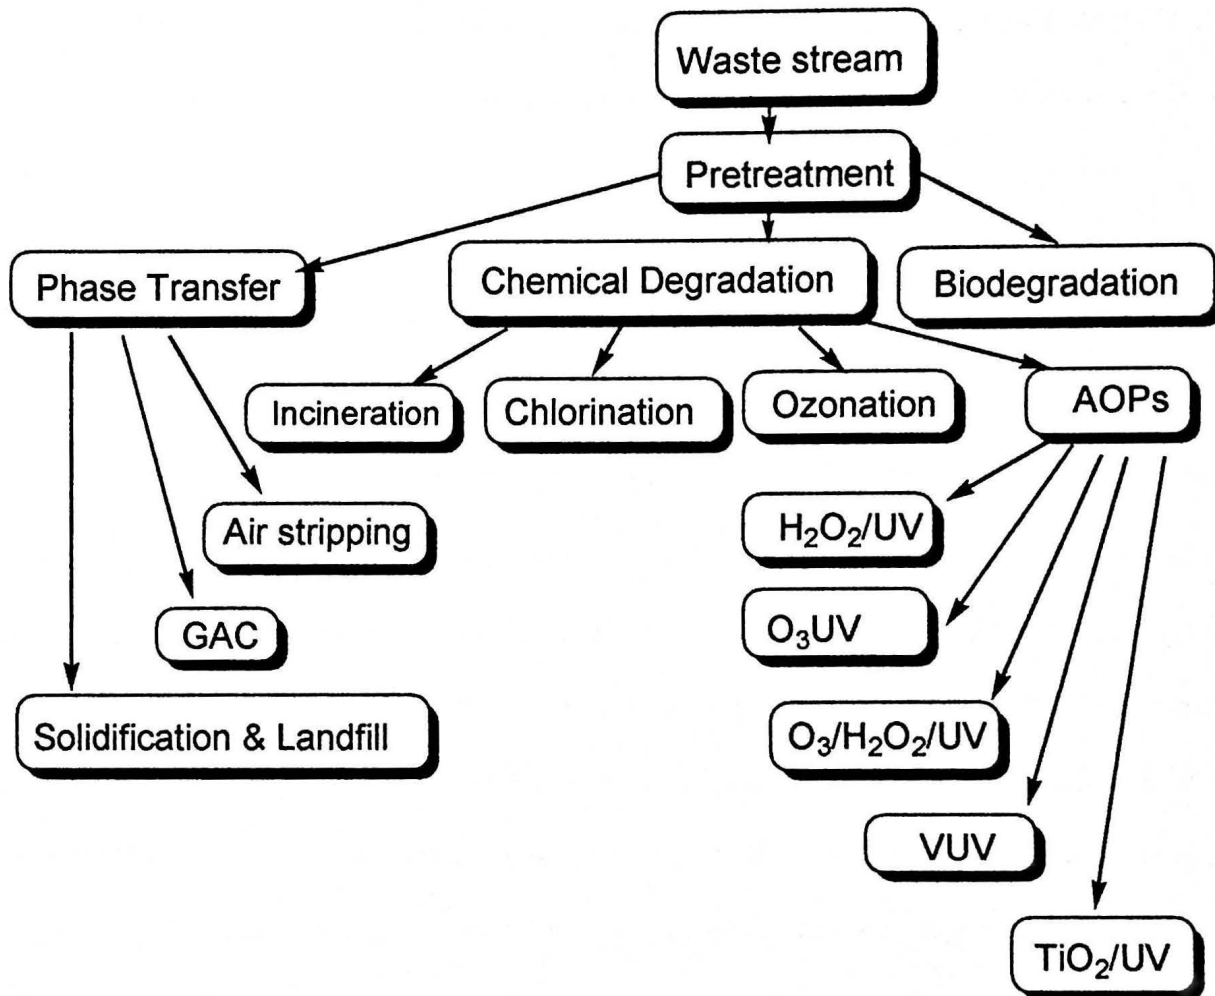 Waste stream
Pretreatment
Phase Transfer
Chemical Degradation
Biodegradation
Incineration
Chlorination
Ozonation
AOPs
Air stripping
H₂O₂/UV
GAC
O₃UV
Solidification & Landfill
O₃/H₂O₂/UV
VUV
TiO₂/UV